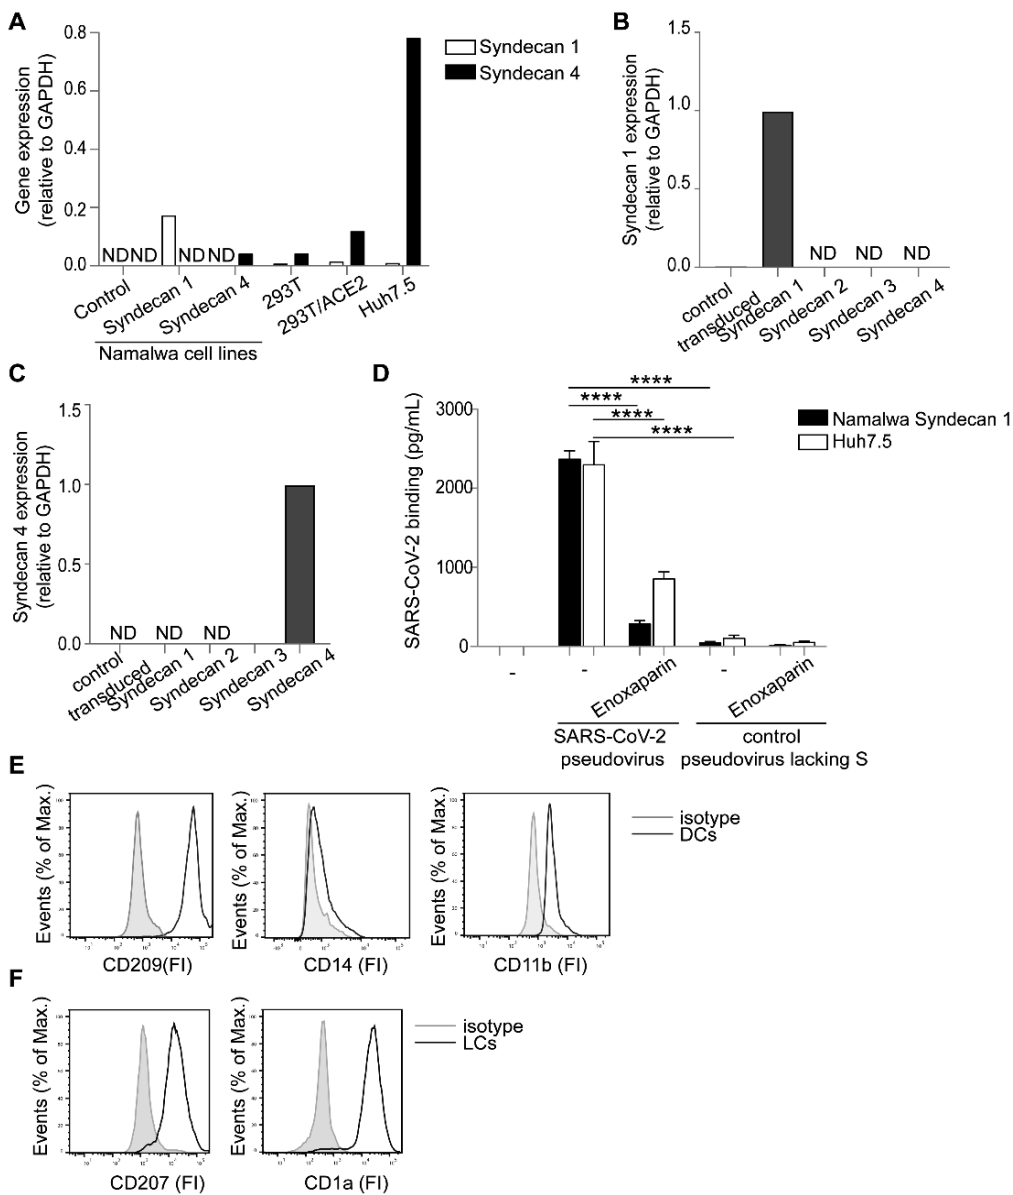 A
Gene expression
(relative to GAPDH)
0.8
0.6
0.4
0.2
0.0
NDND
NDND
Syndecan 1
Syndecan 4
Control
Syndecan 1
Syndecan 4
293T
293T/ACE2
Huh7.5
Namalwa cell lines
B
Syndecan 1 expression
(relative to GAPDH)
1.5
1.0
0.5
0.0
ND
ND
ND
control
transduced
Syndecan 1
Syndecan 2
Syndecan 3
Syndecan 4
C
Syndecan 4 expression
(relative to GAPDH)
1.5
1.0
0.5
0.0
ND
ND
ND
control
transduced
Syndecan 1
Syndecan 2
Syndecan 3
Syndecan 4
D
SARS-CoV-2 binding (pg/mL)
3000
2000
1000
0
****
****
****
****
Namalwa Syndecan 1
Huh7.5
-
-
Enoxaparin
-
Enoxaparin
SARS-CoV-2
pseudovirus
control
pseudovirus lacking S
E
Events (% of Max.)
CD209(FI)
Events (% of Max.)
CD14 (FI)
Events (% of Max.)
CD11b (FI)
isotype
DCs
F
Events (% of Max.)
CD207 (FI)
Events (% of Max.)
CD1a (FI)
isotype
LCs